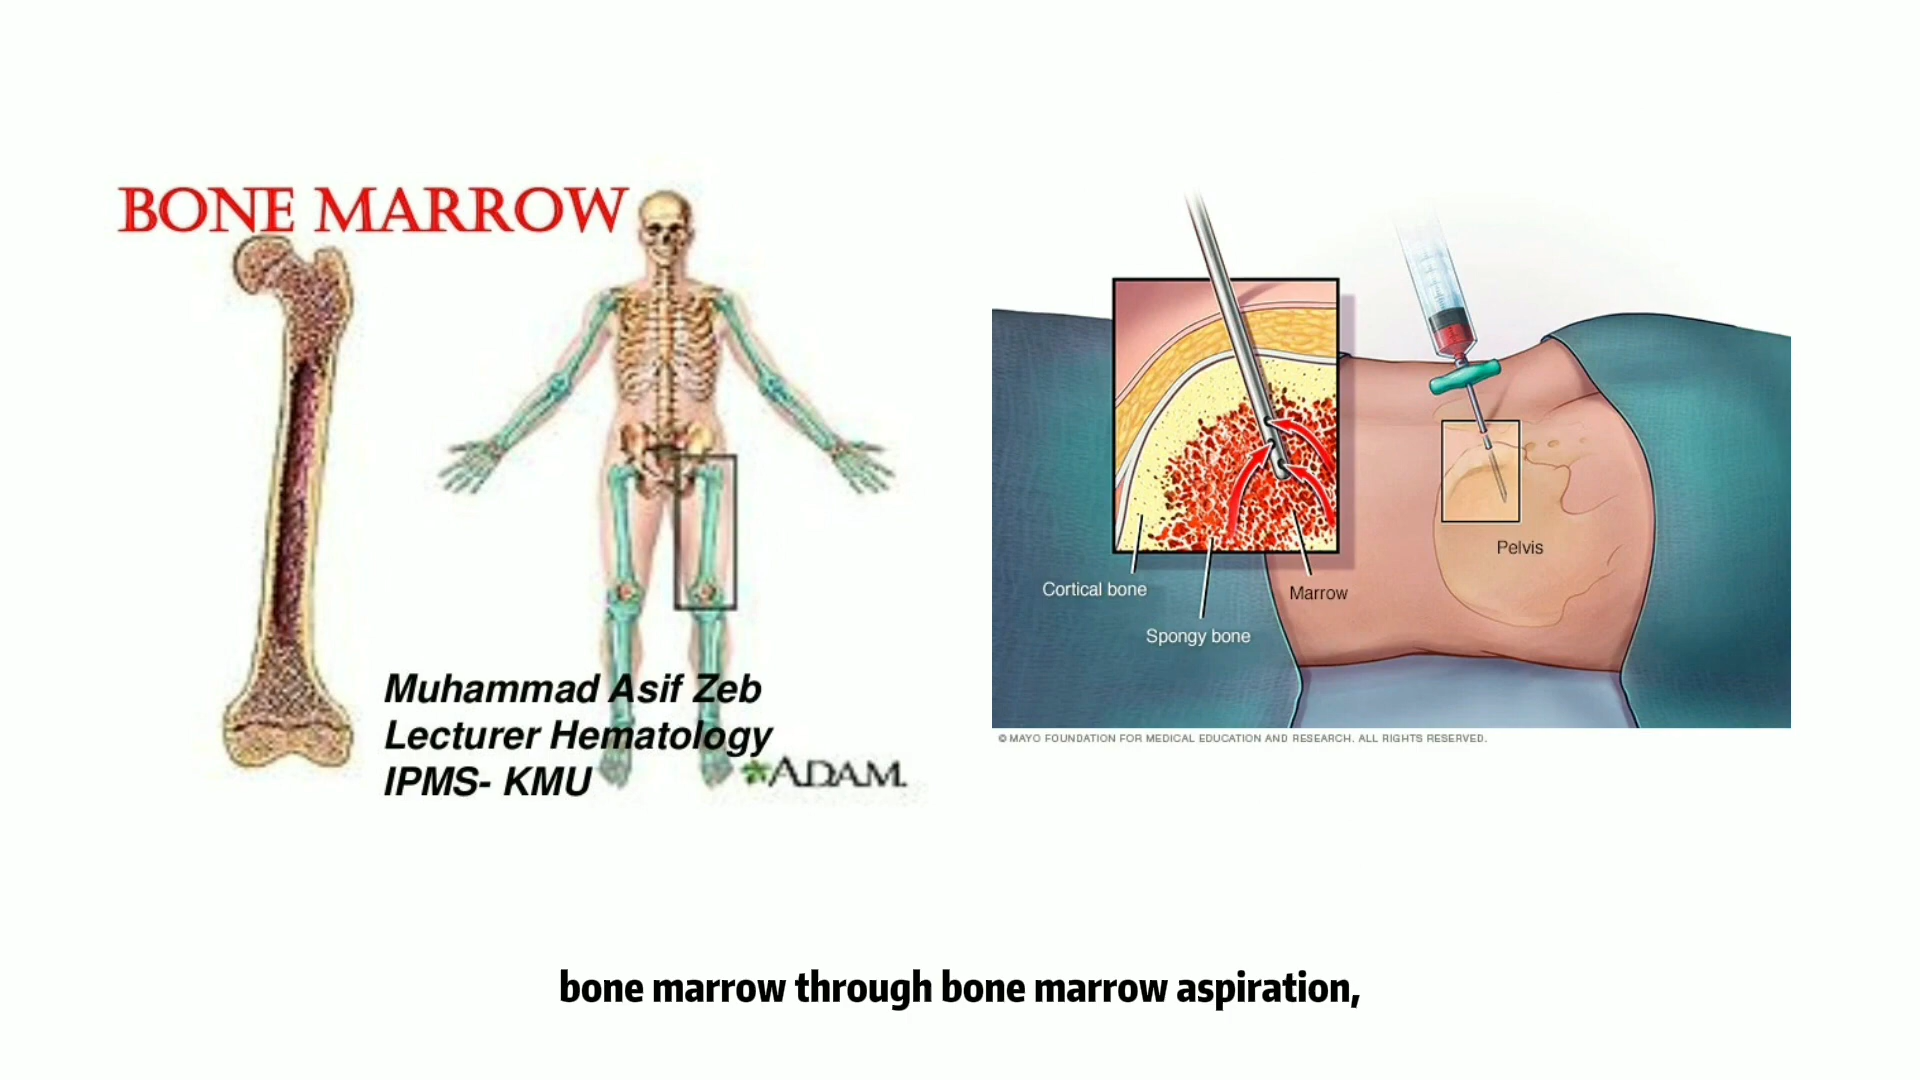 BONE MARROW
Muhammad Asif Zeb
Lecturer Hematology
IPMS- KMU
ADAM.
Cortical bone
Spongy bone
Marrow
Pelvis
© MAYO FOUNDATION FOR MEDICAL EDUCATION AND RESEARCH. ALL RIGHTS RESERVED.
bone marrow through bone marrow aspiration,